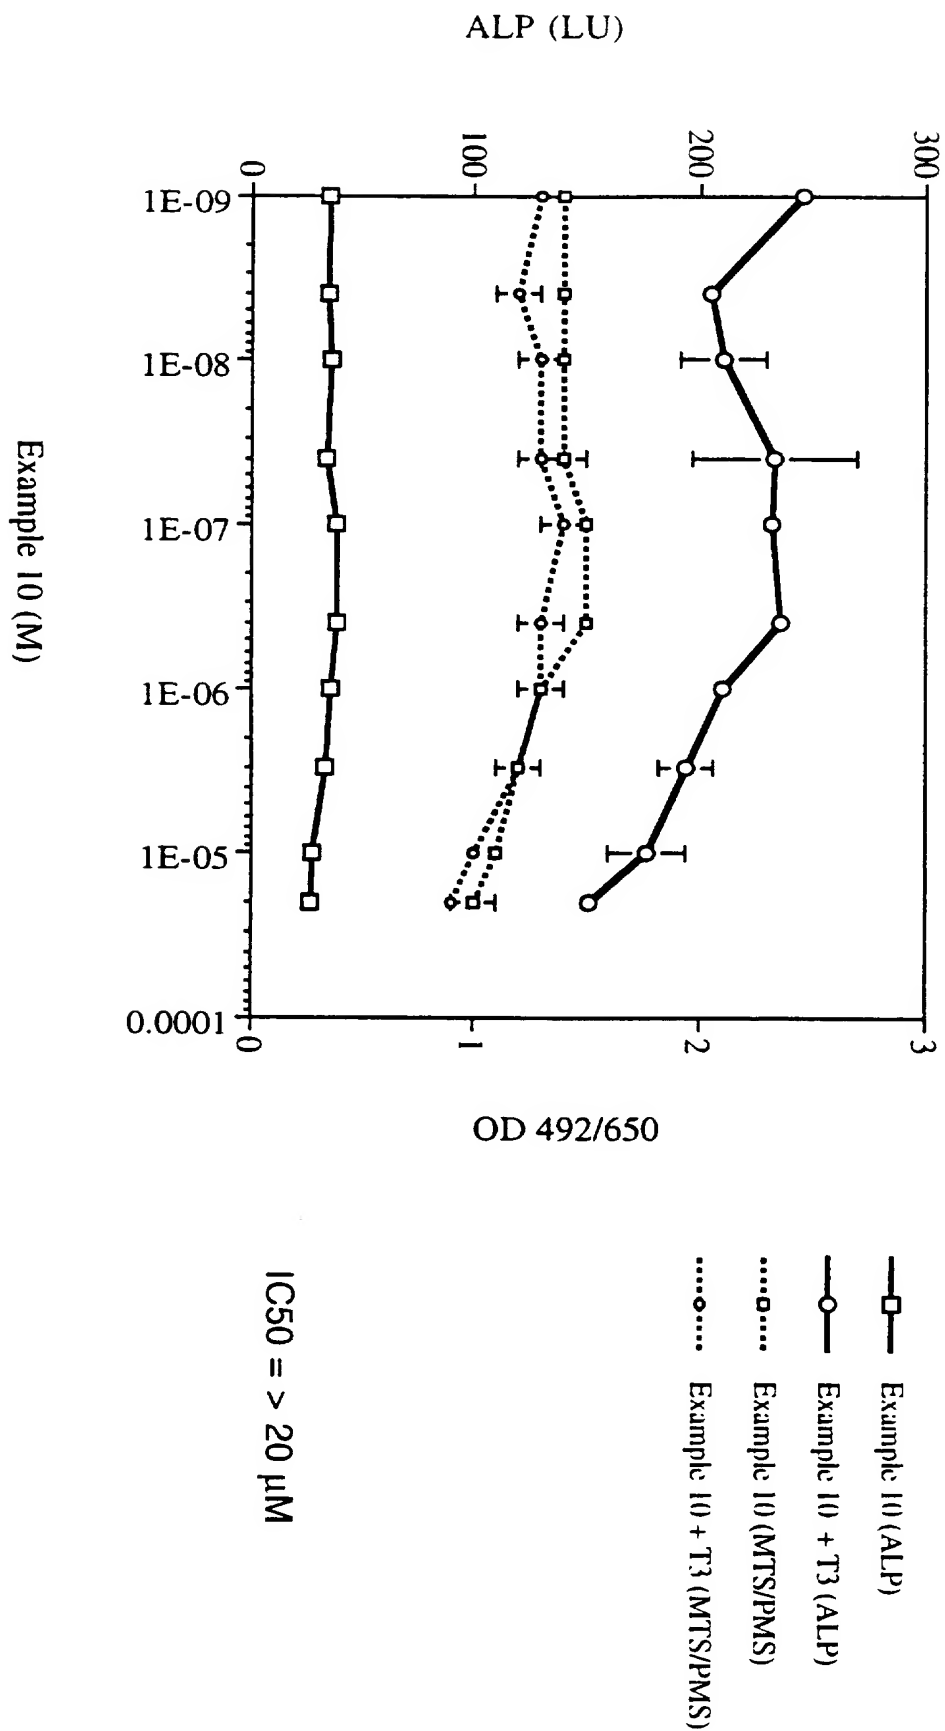 ALP (LU)
300
200
100
0
1E-09
1E-08
1E-07
1E-06
1E-05
0.0001
Example 10 (M)
0
1
2
3
OD 492/650
Example 10 (ALP)
Example 10 + T3 (ALP)
Example 10 (MTS/PMS)
Example 10 + T3 (MTS/PMS)
IC50 = > 20 µM